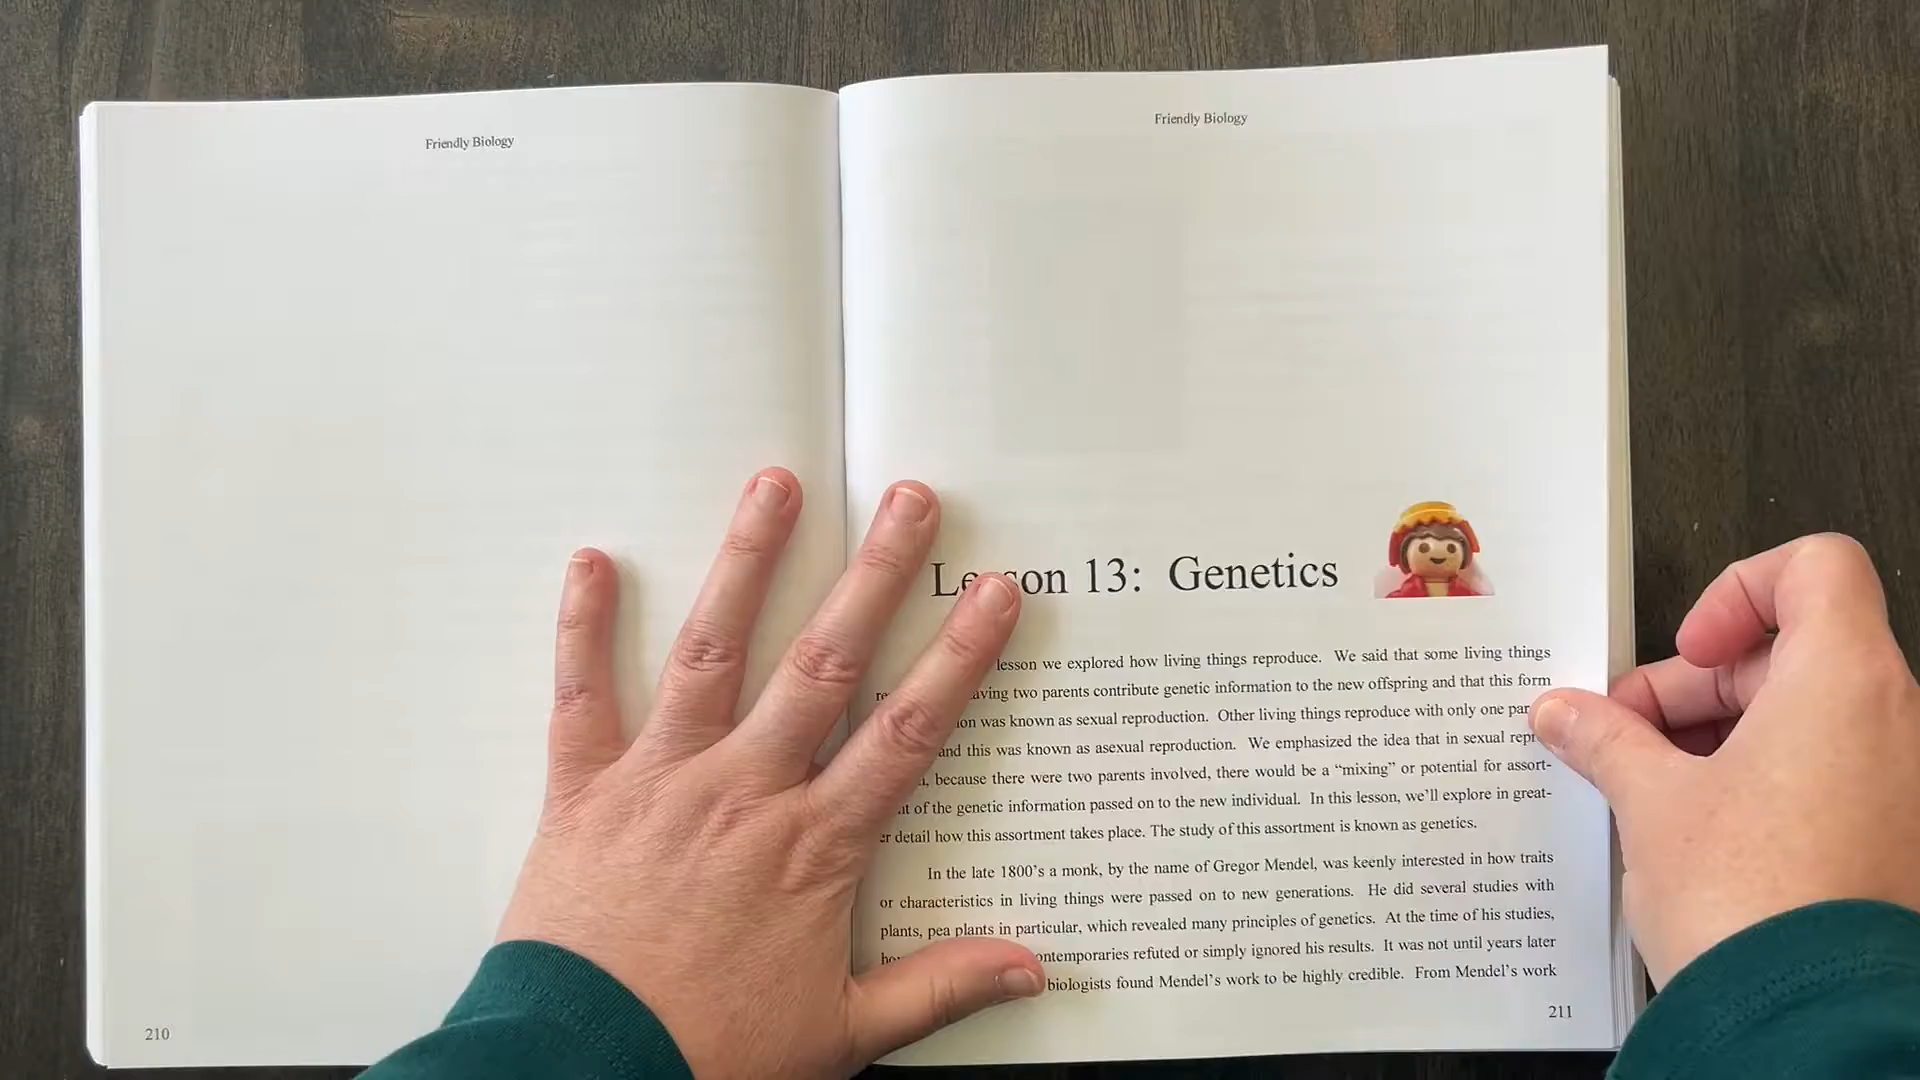 Friendly Biology
210
Friendly Biology
Lesson 13: Genetics
lesson we explored how living things reproduce. We said that some living things
two parents contribute genetic information to the new offspring and that this form
was known as sexual reproduction. Other living things reproduce with only one
and this was known as asexual reproduction. We emphasized the idea that in sexual
because there were two parents involved, there would be a “mixing” or potential for assort-
of the genetic information passed on to the new individual. In this lesson, we’ll explore in great-
er detail how this assortment takes place. The study of this assortment is known as genetics.
In the late 1800’s a monk, by the name of Gregor Mendel, was keenly interested in how traits
or characteristics in living things were passed on to new generations. He did several studies with
plants, pea plants in particular, which revealed many principles of genetics. At the time of his studies,
contemporaries refuted or simply ignored his results. It was not until years later
biologists found Mendel’s work to be highly credible. From Mendel’s work
211